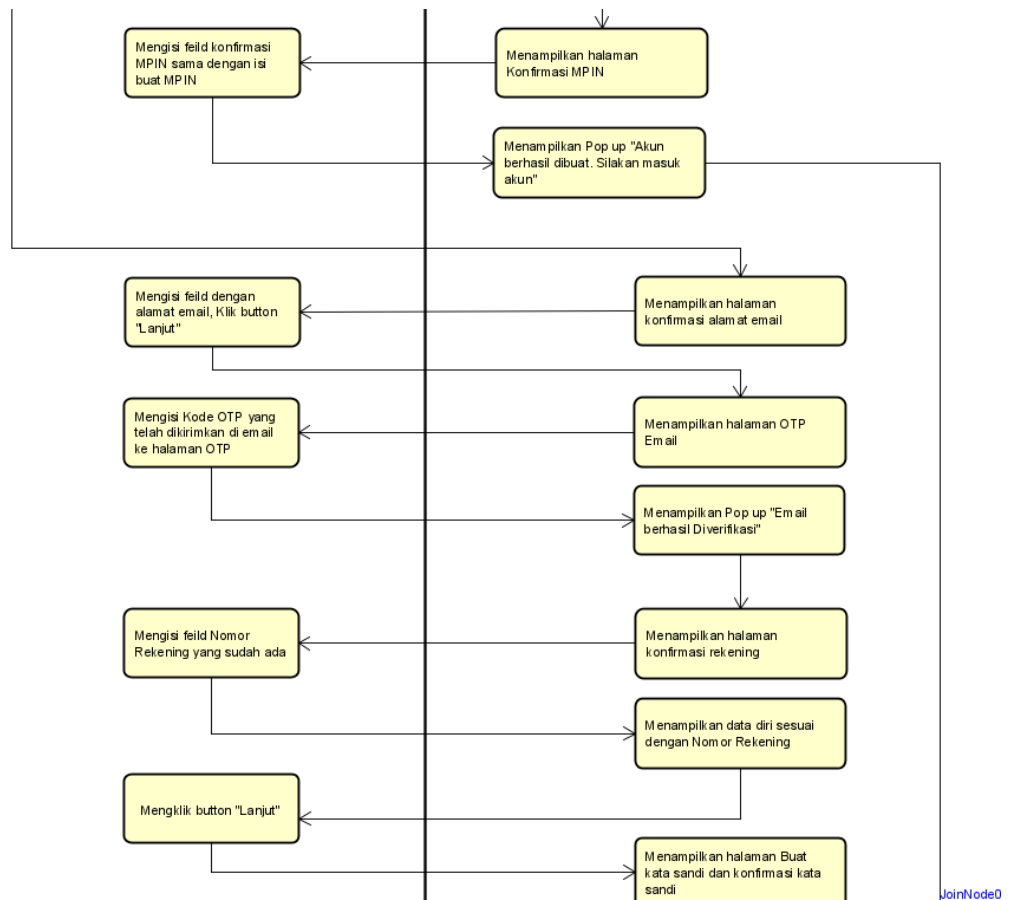 Mengisi feild konfirmasi
MPIN sama dengan isi
buat MPIN
Menampilkan halaman
Konfirmasi MPIN
Menampilkan Pop up "Akun
berhasil dibuat. Silakan masuk
akun"
Mengisi feild dengan
alamat email, Klik button
"Lanjut"
Menampilkan halaman
konfirmasi alamat email
Mengisi Kode OTP yang
telah dikirimkan di email
ke halaman OTP
Menampilkan halaman OTP
Email
Menampilkan Pop up "Email
berhasil Diverifikasi"
Mengisi feild Nomor
Rekening yang sudah ada
Menampilkan halaman
konfirmasi rekening
Menampilkan data diri sesuai
dengan Nomor Rekening
Mengklik button "Lanjut"
Menampilkan halaman Buat
kata sandi dan konfirmasi kata
sandi
JoinNode0